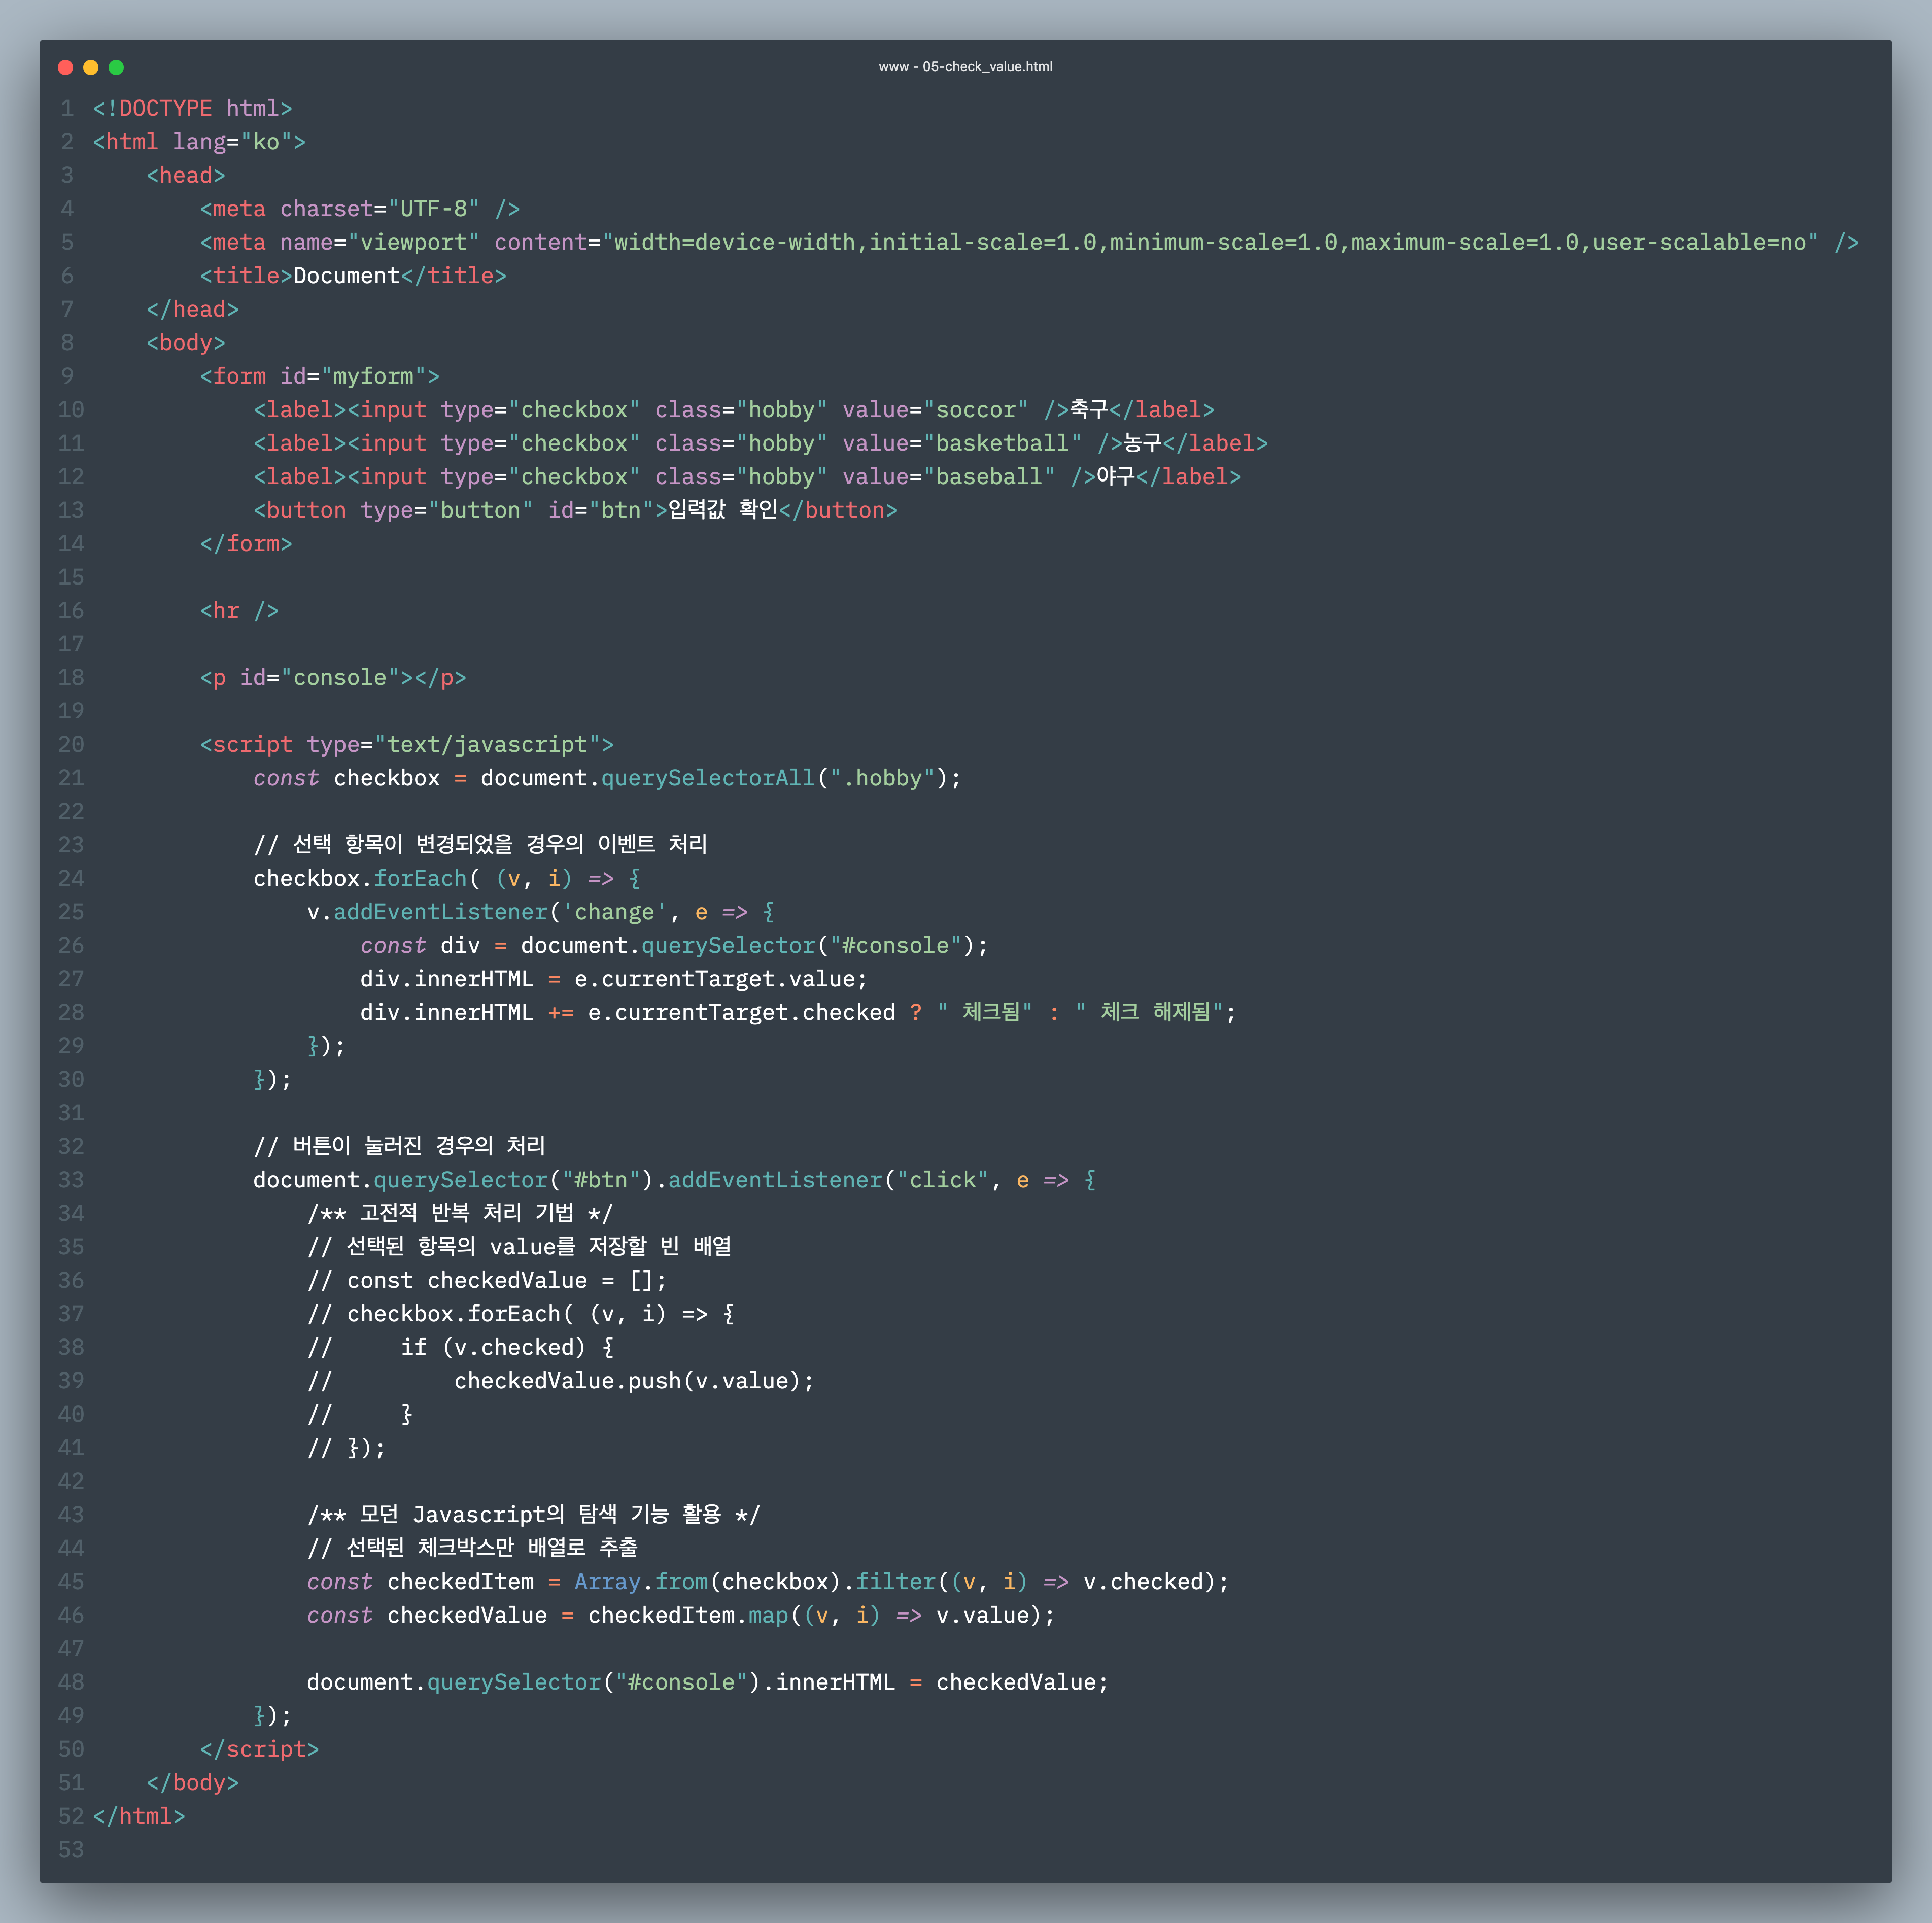 www - 05-check_value.html
1 <!DOCTYPE html>
2 <html lang="ko">
3     <head>
4         <meta charset="UTF-8" />
5         <meta name="viewport" content="width=device-width,initial-scale=1.0,minimum-scale=1.0,maximum-scale=1.0,user-scalable=no" />
6         <title>Document</title>
7     </head>
8     <body>
9         <form id="myform">
10             <label><input type="checkbox" class="hobby" value="soccor" />축구</label>
11             <label><input type="checkbox" class="hobby" value="basketball" />농구</label>
12             <label><input type="checkbox" class="hobby" value="baseball" />야구</label>
13             <button type="button" id="btn">입력값 확인</button>
14         </form>
15
16         <hr />
17
18         <p id="console"></p>
19
20         <script type="text/javascript">
21             const checkbox = document.querySelectorAll(".hobby");
22
23             // 선택 항목이 변경되었을 경우의 이벤트 처리
24             checkbox.forEach( (v, i) => {
25                 v.addEventListener('change', e => {
26                     const div = document.querySelector("#console");
27                     div.innerHTML = e.currentTarget.value;
28                     div.innerHTML += e.currentTarget.checked ? " 체크됨" : " 체크 해제됨";
29                 });
30             });
31
32             // 버튼이 눌러진 경우의 처리
33             document.querySelector("#btn").addEventListener("click", e => {
34                 /** 고전적 반복 처리 기법 */
35                 // 선택된 항목의 value를 저장할 빈 배열
36                 // const checkedValue = [];
37                 // checkbox.forEach( (v, i) => {
38                 //     if (v.checked) {
39                 //         checkedValue.push(v.value);
40                 //     }
41                 // });
42
43                 /** 모던 Javascript의 탐색 기능 활용 */
44                 // 선택된 체크박스만 배열로 추출
45                 const checkedItem = Array.from(checkbox).filter((v, i) => v.checked);
46                 const checkedValue = checkedItem.map((v, i) => v.value);
47
48                 document.querySelector("#console").innerHTML = checkedValue;
49             });
50         </script>
51     </body>
52 </html>
53